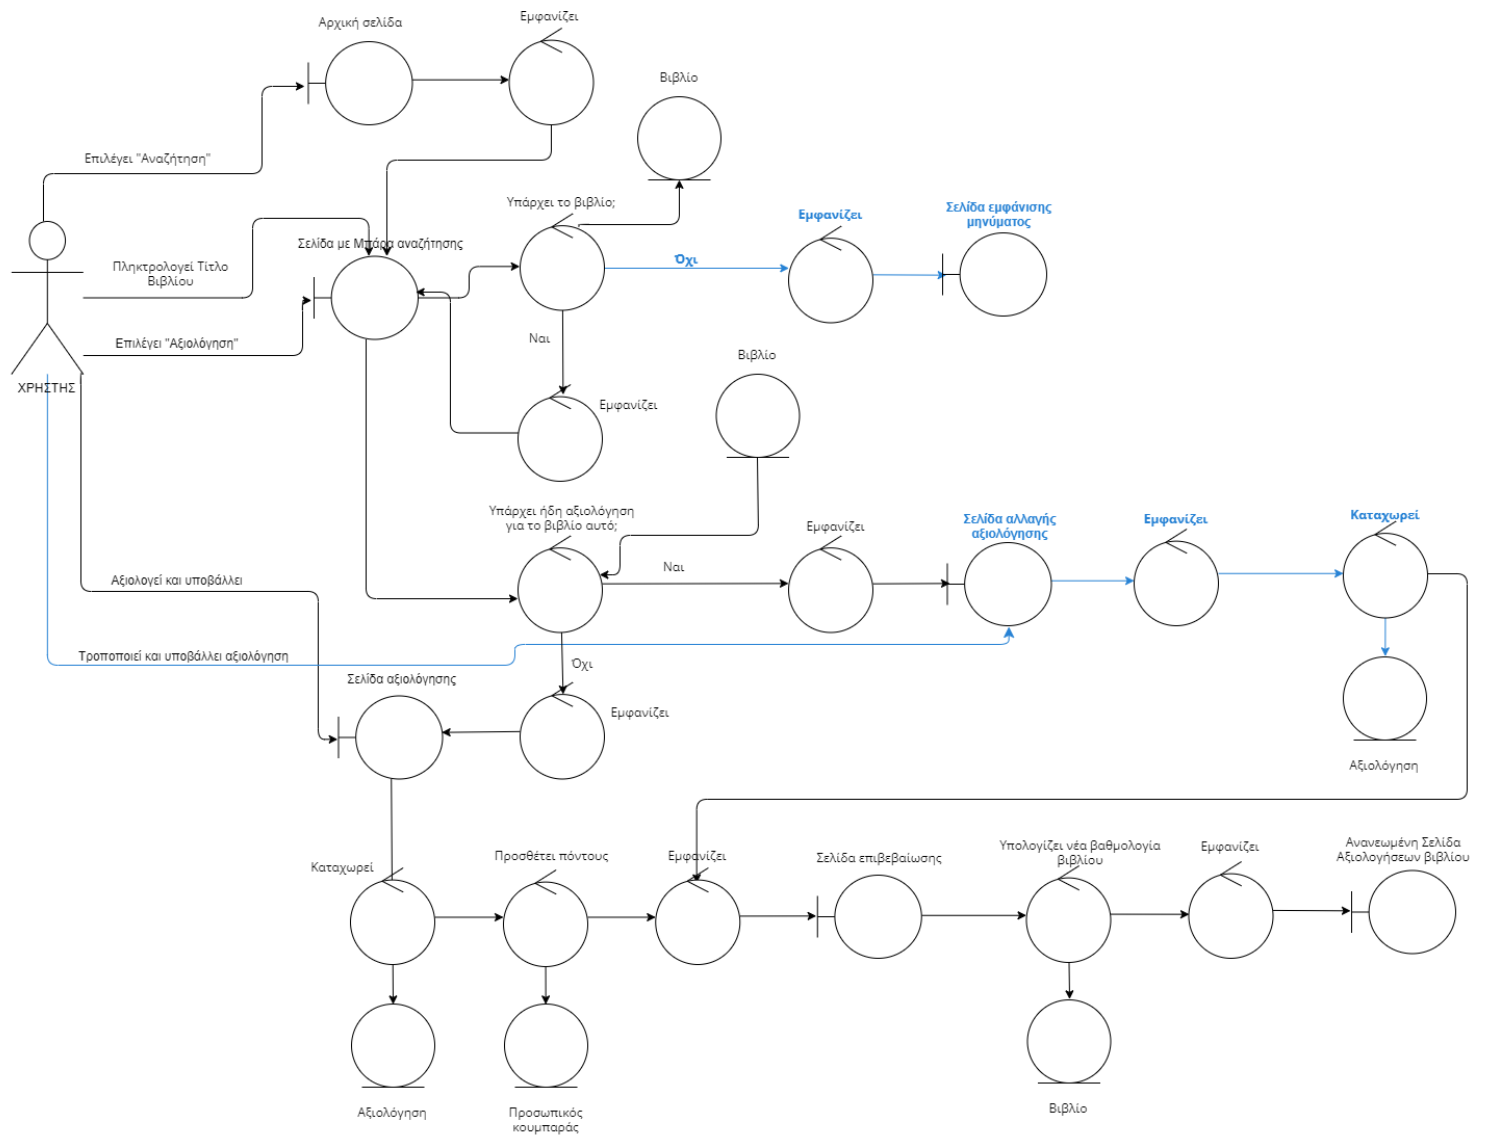 Αρχική σελίδα
Εμφανίζει
Βιβλίο
Επιλέγει "Αναζήτηση"
Υπάρχει το βιβλίο;
Εμφανίζει
Σελίδα εμφάνισης
μηνύματος
Σελίδα με Μπάρα αναζήτησης
Πληκτρολογεί Τίτλο
Βιβλίου
Όχι
Επιλέγει "Αξιολόγηση"
Ναι
Βιβλίο
ΧΡΗΣΤΗΣ
Εμφανίζει
Υπάρχει ήδη αξιολόγηση
για το βιβλίο αυτό;
Εμφανίζει
Σελίδα αλλαγής
αξιολόγησης
Εμφανίζει
Καταχωρεί
Ναι
Αξιολογεί και υποβάλλει
Τροποποιεί και υποβάλλει αξιολόγηση
Όχι
Σελίδα αξιολόγησης
Εμφανίζει
Αξιολόγηση
Καταχωρεί
Προσθέτει πόντους
Εμφανίζει
Σελίδα επιβεβαίωσης
Υπολογίζει νέα βαθμολογία
βιβλίου
Εμφανίζει
Ανανεωμένη Σελίδα
Αξιολογήσεων βιβλίου
Αξιολόγηση
Προσωπικός
κουμπαράς
Βιβλίο